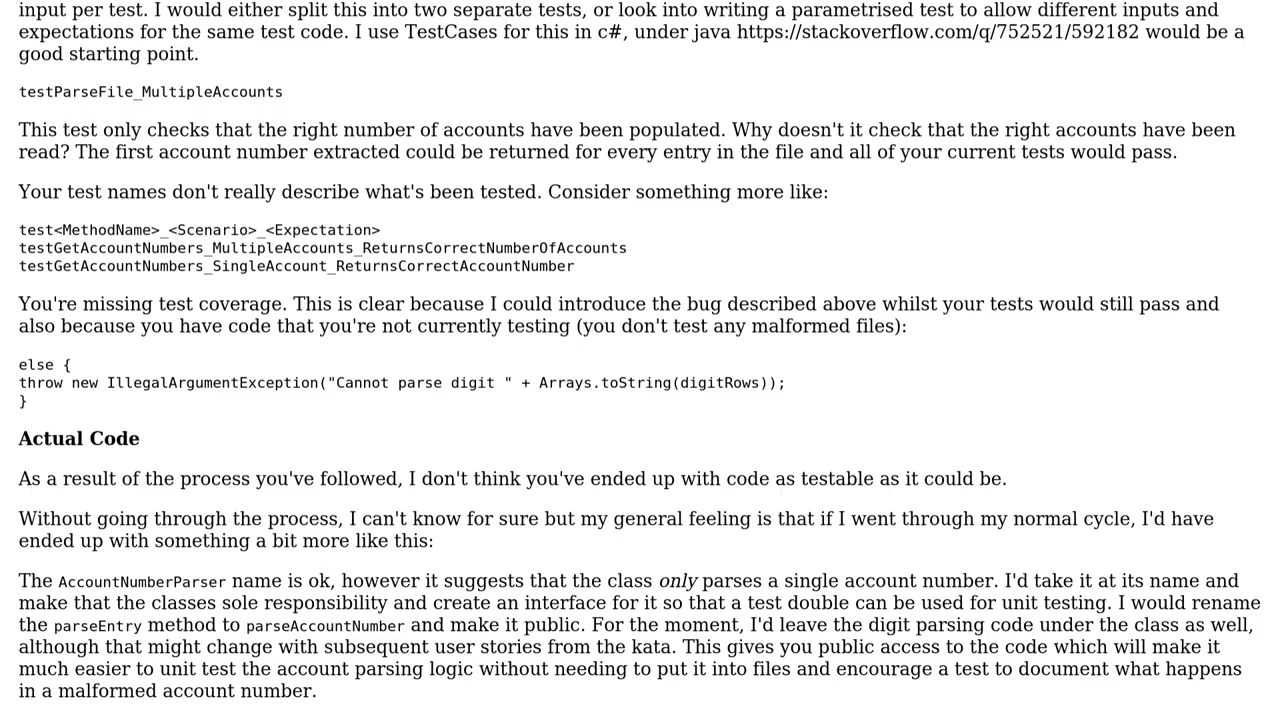 input per test. I would either split this into two separate tests, or look into writing a parametrised test to allow different inputs and
expectations for the same test code. I use TestCases for this in c#, under java https://stackoverflow.com/q/752521/592182 would be a
good starting point.
testParseFile_MultipleAccounts
This test only checks that the right number of accounts have been populated. Why doesn't it check that the right accounts have been
read? The first account number extracted could be returned for every entry in the file and all of your current tests would pass.
Your test names don't really describe what's been tested. Consider something more like:
test<MethodName>_<Scenario>_<Expectation>
testGetAccountNumbers_MultipleAccounts_ReturnsCorrectNumberOfAccounts
testGetAccountNumbers_SingleAccount_ReturnsCorrectAccountNumber
You're missing test coverage. This is clear because I could introduce the bug described above whilst your tests would still pass and
also because you have code that you're not currently testing (you don't test any malformed files):
else {
throw new IllegalArgumentException("Cannot parse digit " + Arrays.toString(digitRows));
}
Actual Code
As a result of the process you've followed, I don't think you've ended up with code as testable as it could be.
Without going through the process, I can't know for sure but my general feeling is that if I went through my normal cycle, I'd have
ended up with something a bit more like this:
The AccountNumberParser name is ok, however it suggests that the class only parses a single account number. I'd take it at its name and
make that the classes sole responsibility and create an interface for it so that a test double can be used for unit testing. I would rename
the parseEntry method to parseAccountNumber and make it public. For the moment, I'd leave the digit parsing code under the class as well,
although that might change with subsequent user stories from the kata. This gives you public access to the code which will make it
much easier to unit test the account parsing logic without needing to put it into files and encourage a test to document what happens
in a malformed account number.